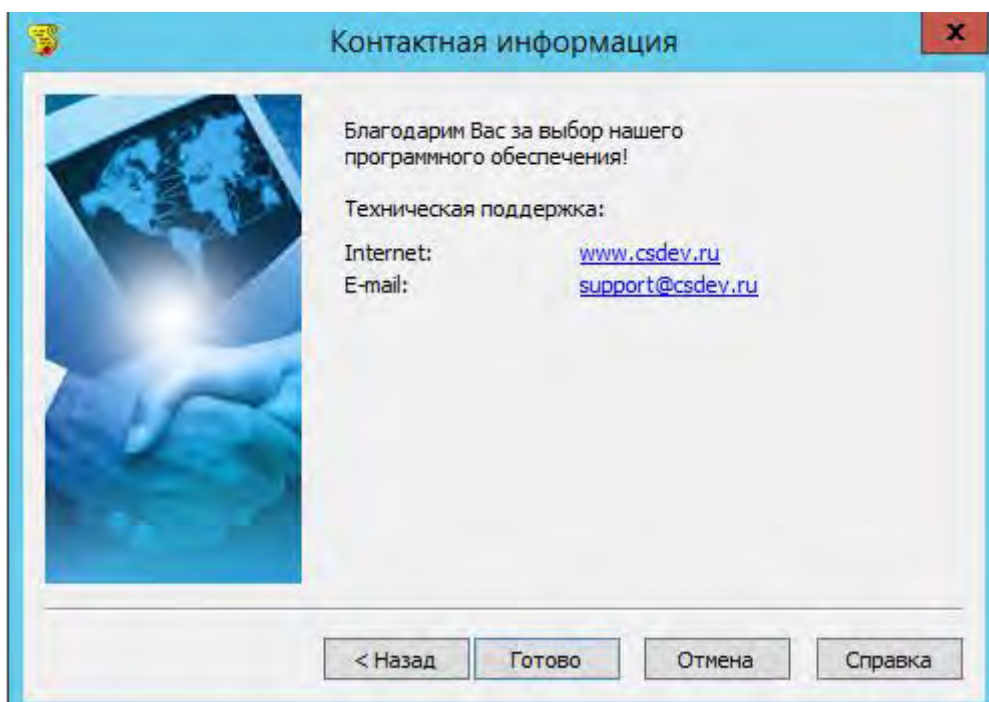 Контактная информация
x
Благодарим Вас за выбор нашего
программного обеспечения!
Техническая поддержка:
Internet: www.csdev.ru
E-mail: support@csdev.ru
< Назад Готово Отмена Справка